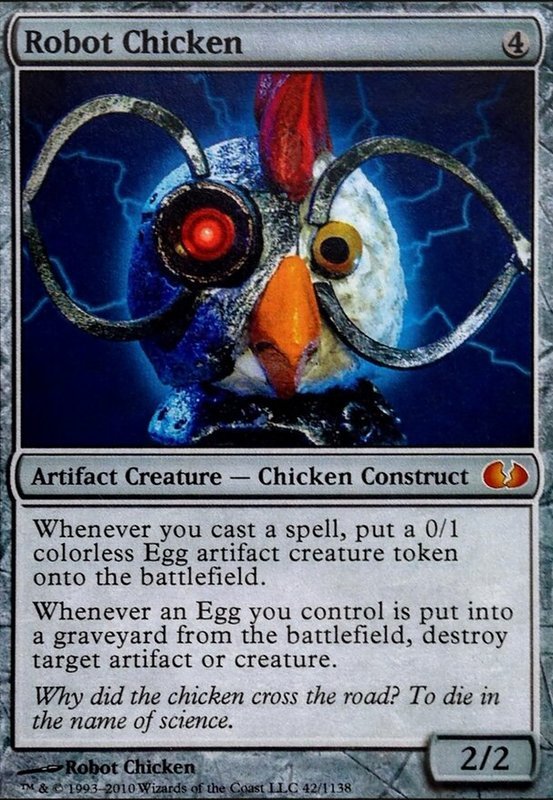 Robot Chicken 4
Artifact Creature — Chicken Construct
Whenever you cast a spell, put a 0/1
colorless Egg artifact creature token
onto the battlefield.
Whenever an Egg you control is put into
a graveyard from the battlefield, destroy
target artifact or creature.
Why did the chicken cross the road? To die in
the name of science.
Robot Chicken
2/2
™ & © 1993–2010 Wizards of the Coast LLC 42/1138